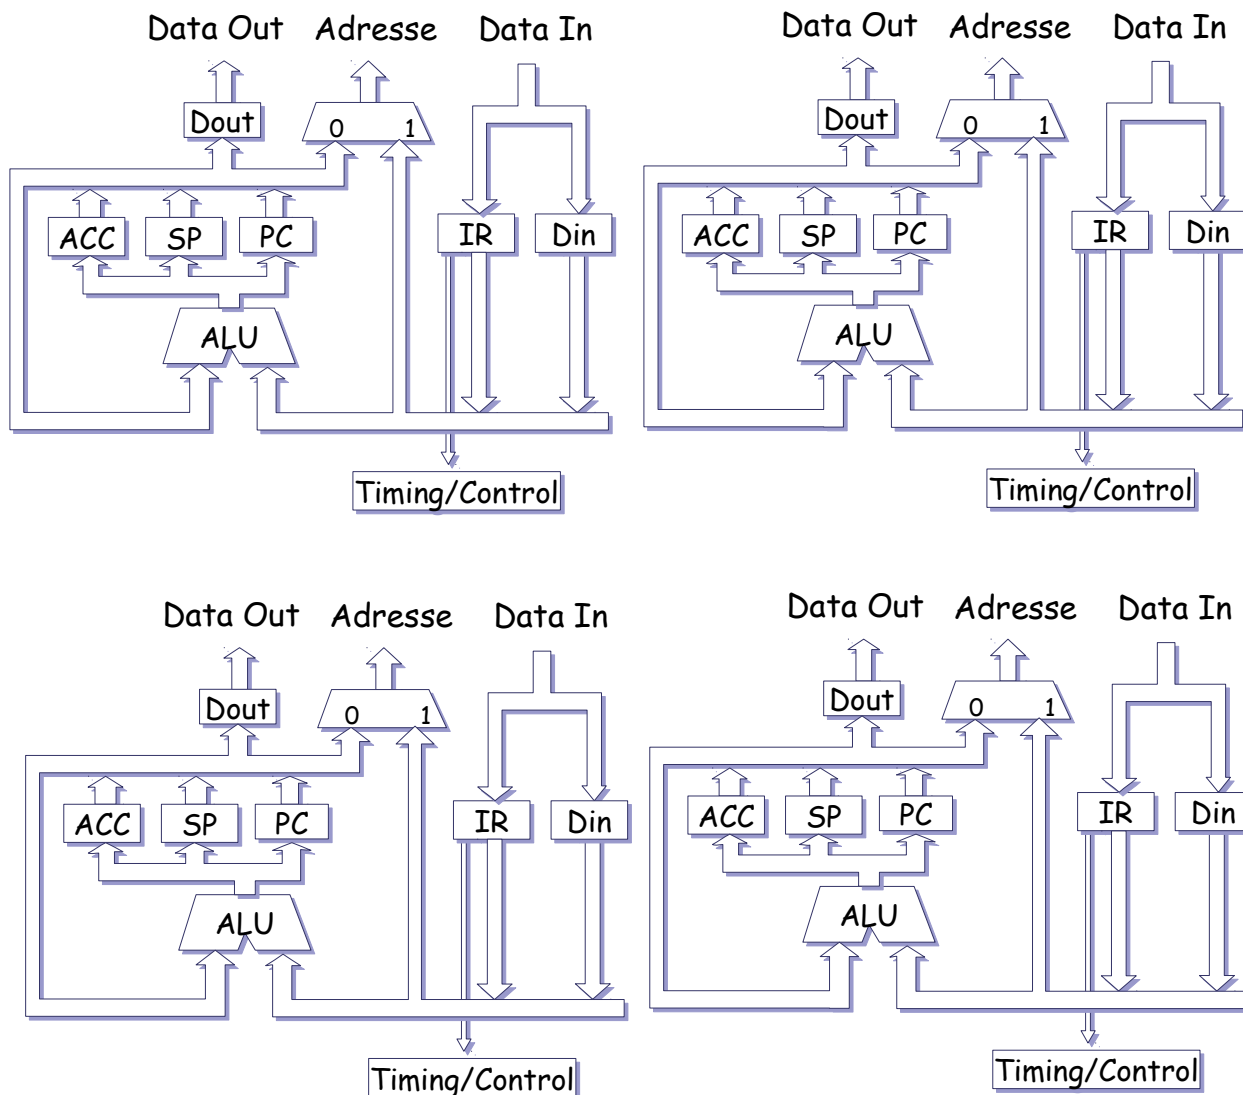 Data Out Adresse Data In
Dout 0 1
ACC SP PC IR Din
ALU
Timing/Control
Data Out Adresse Data In
Dout 0 1
ACC SP PC IR Din
ALU
Timing/Control
Data Out Adresse Data In
Dout 0 1
ACC SP PC IR Din
ALU
Timing/Control
Data Out Adresse Data In
Dout 0 1
ACC SP PC IR Din
ALU
Timing/Control